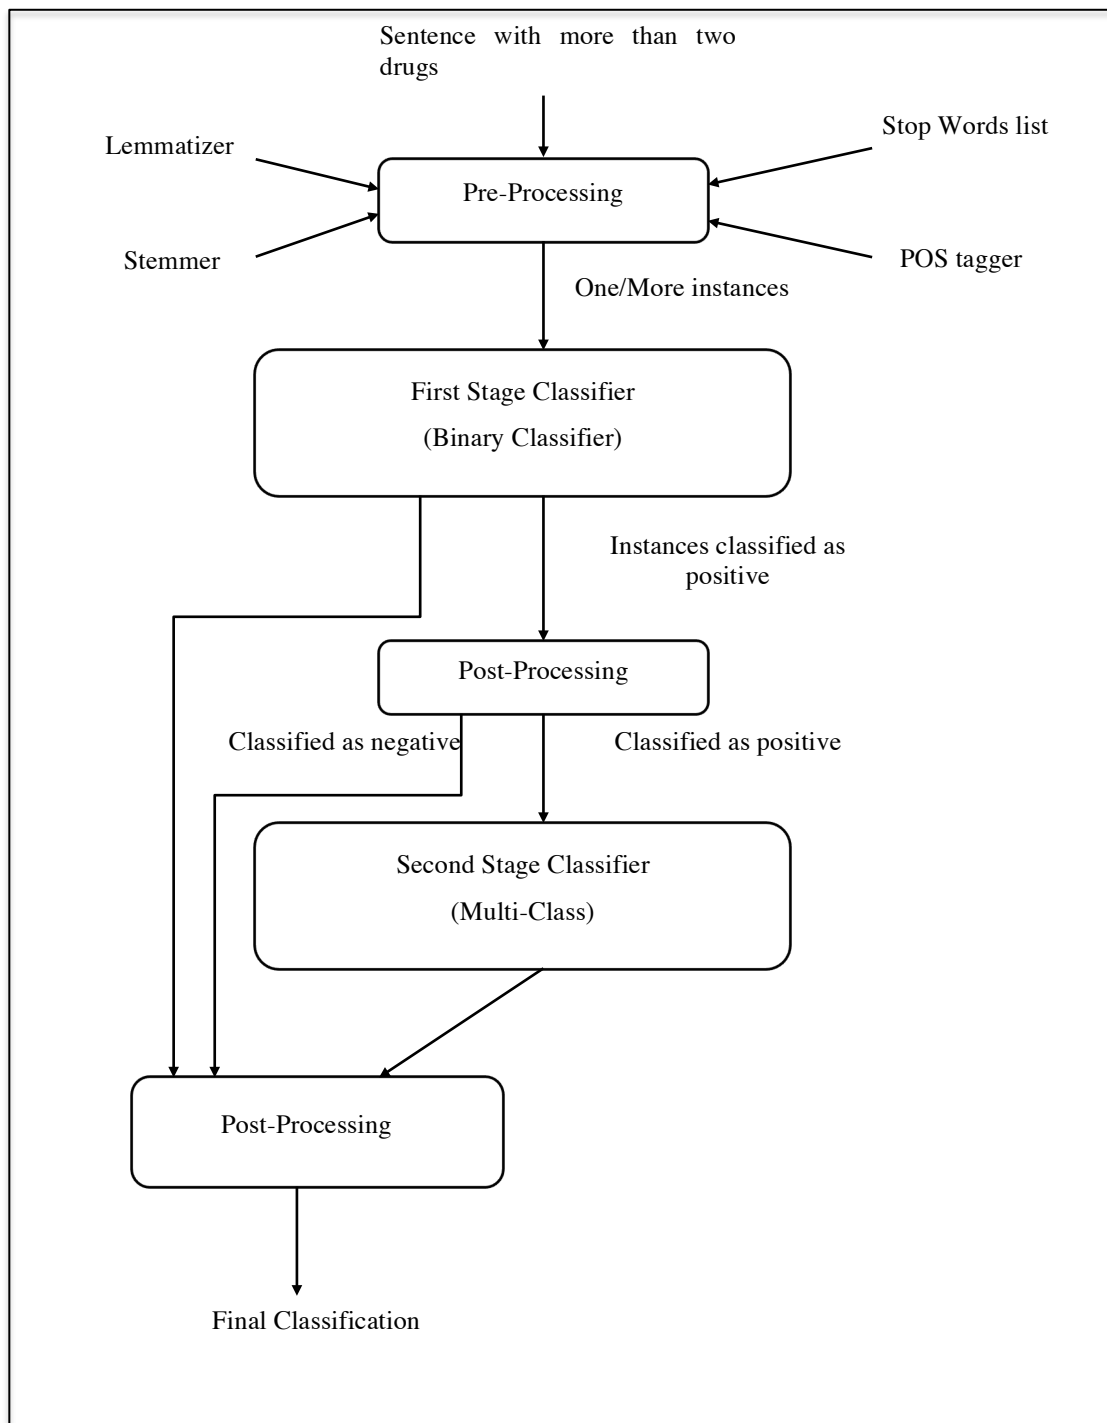 Sentence with more than two
drugs
Stop Words list
Lemmatizer
Pre-Processing
Stemmer
POS tagger
One/More instances
First Stage Classifier
(Binary Classifier)
Instances classified as
positive
Post-Processing
Classified as negative
Classified as positive
Second Stage Classifier
(Multi-Class)
Post-Processing
Final Classification